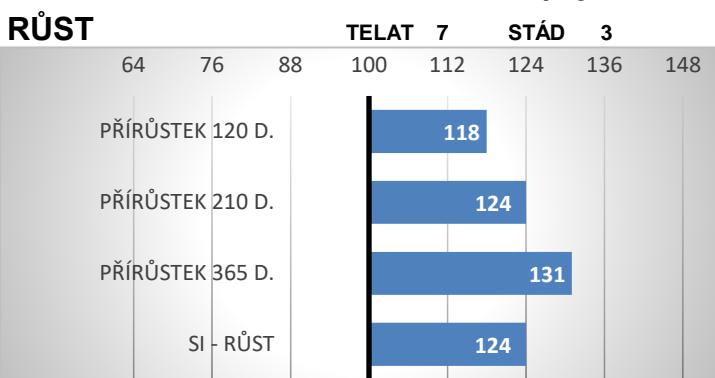 RŮST TELAT 7 STÁD 3
64 76 88 100 112 124 136 148
PŘÍRŮSTEK 120 D. 118
PŘÍRŮSTEK 210 D. 124
PŘÍRŮSTEK 365 D. 131
SI - RŮST 124